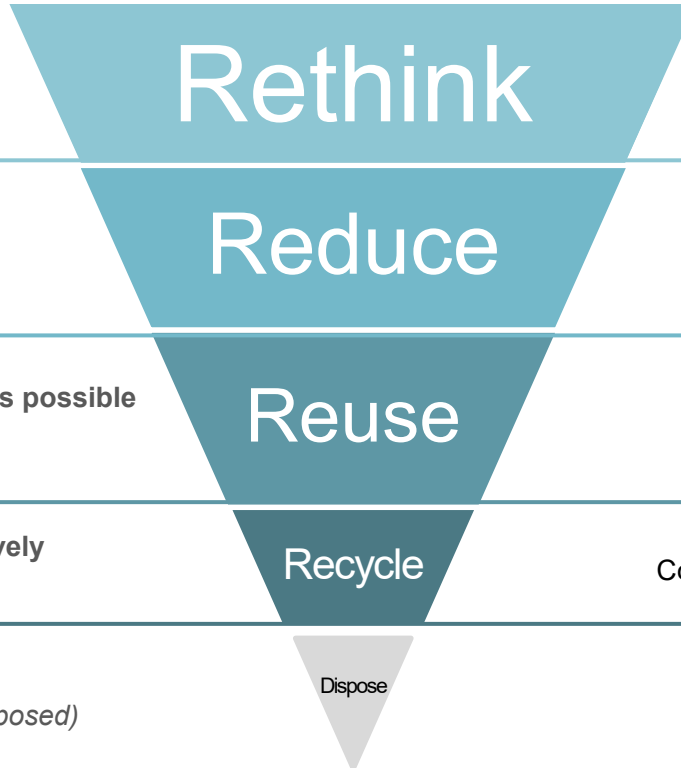 Rethink
Reduce
s possible
Reuse
vely
Recycle
Co
Dispose
posed)